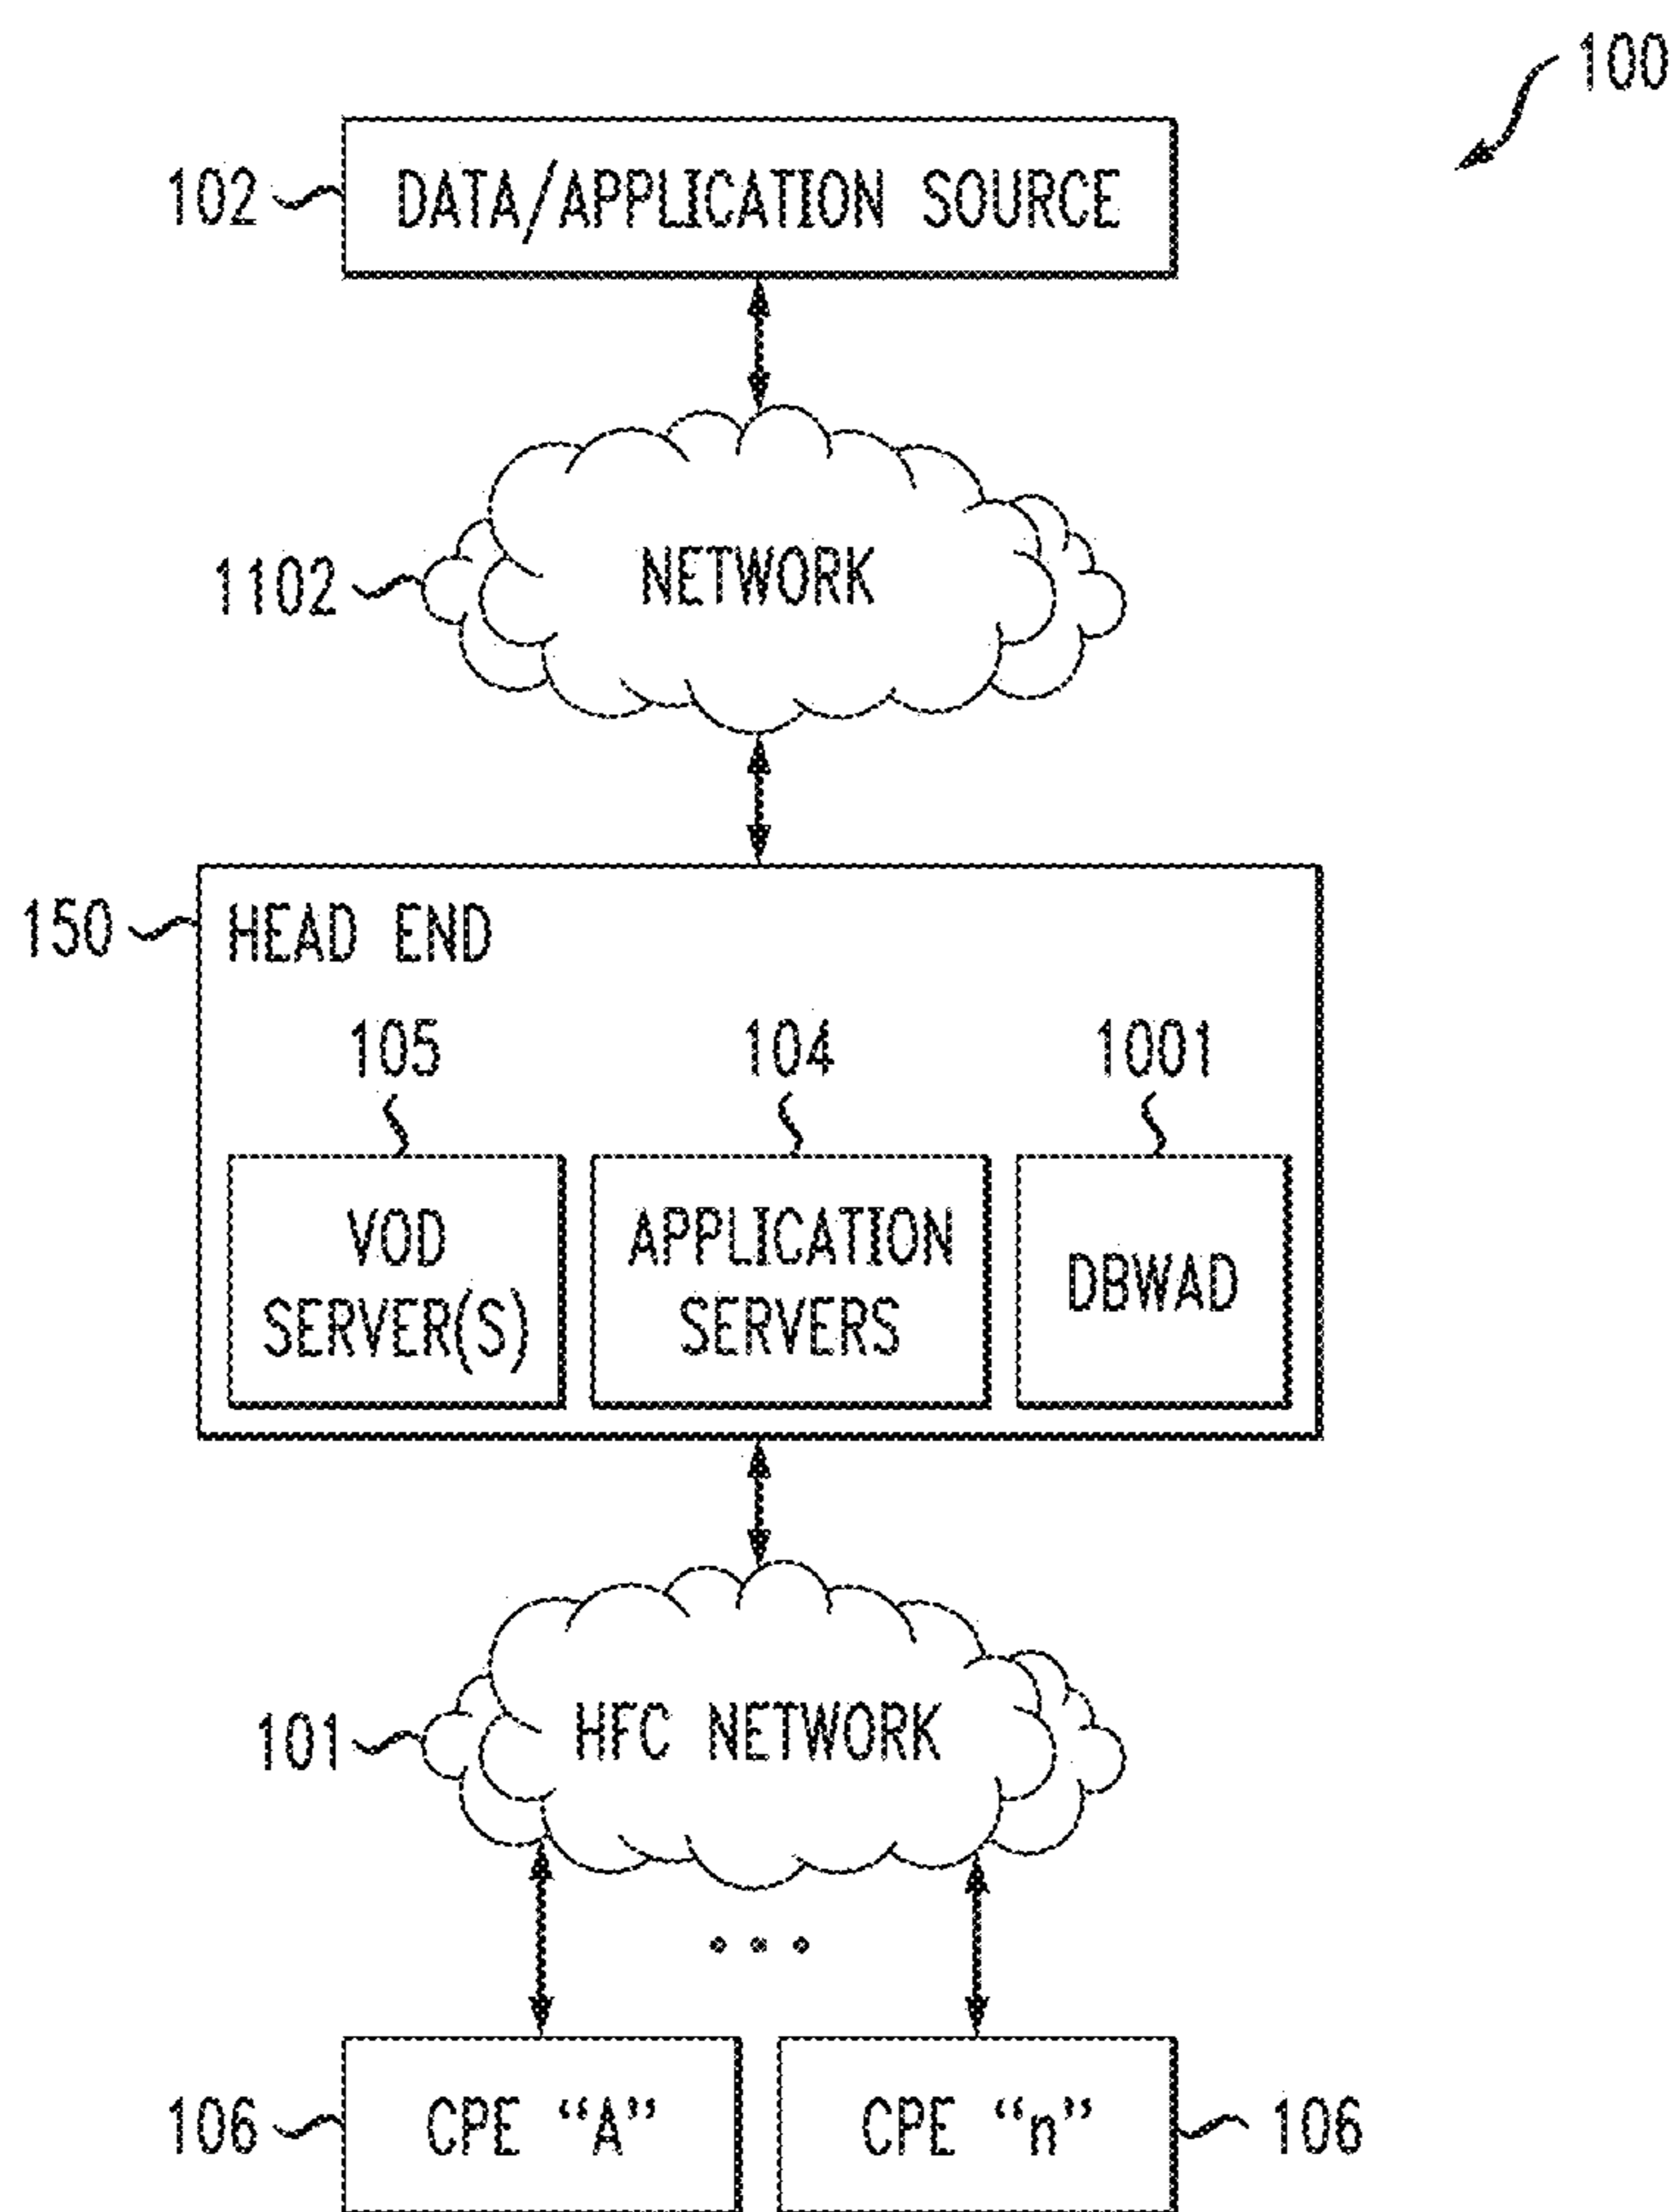 100
102 DATA/APPLICATION SOURCE
1102 NETWORK
150 HEAD END
105 104 1001
VOD
SERVER(S)
APPLICATION
SERVERS
DBWAD
101 HFC NETWORK
106 CPE “A” CPE “n” 106